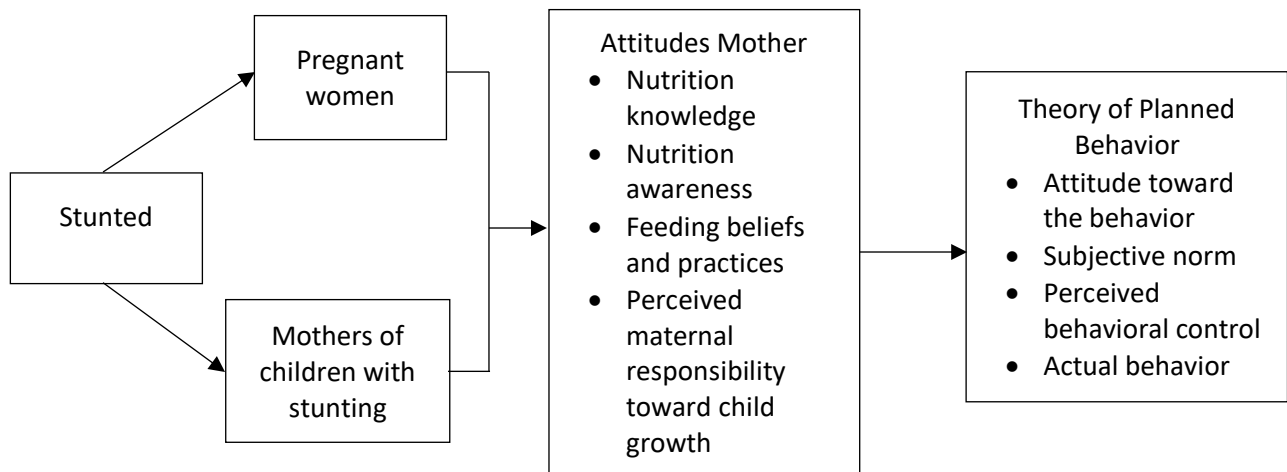 Stunted
Pregnant
women
Mothers of
children with
stunting
Attitudes Mother
• Nutrition
knowledge
• Nutrition
awareness
• Feeding beliefs
and practices
• Perceived
maternal
responsibility
toward child
growth
Theory of Planned
Behavior
• Attitude toward
the behavior
• Subjective norm
• Perceived
behavioral control
• Actual behavior